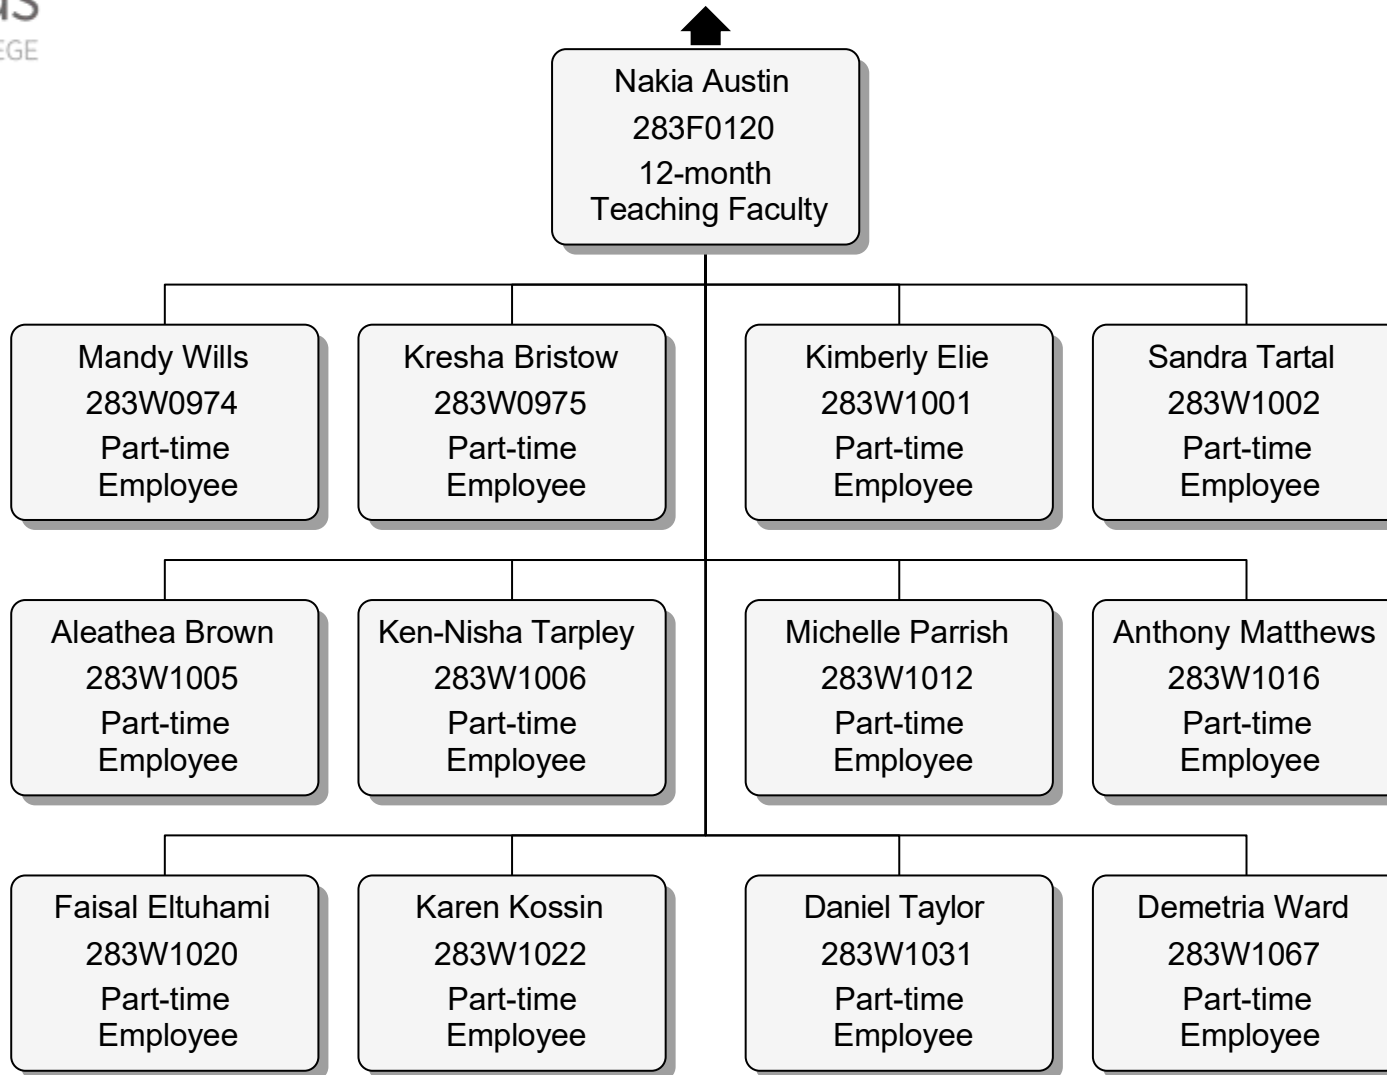 EGE
Nakia Austin
283F0120
12-month
Teaching Faculty
Mandy Wills
283W0974
Part-time
Employee
Kresha Bristow
283W0975
Part-time
Employee
Kimberly Elie
283W1001
Part-time
Employee
Sandra Tartal
283W1002
Part-time
Employee
Aleathea Brown
283W1005
Part-time
Employee
Ken-Nisha Tarpley
283W1006
Part-time
Employee
Michelle Parrish
283W1012
Part-time
Employee
Anthony Matthews
283W1016
Part-time
Employee
Faisal Eltuhami
283W1020
Part-time
Employee
Karen Kossin
283W1022
Part-time
Employee
Daniel Taylor
283W1031
Part-time
Employee
Demetria Ward
283W1067
Part-time
Employee